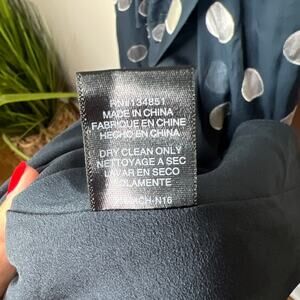 RN#134851
MADE IN CHINA
FABRIQUE EN CHINE
HECHO EN CHINA
DRY CLEAN ONLY
NETTOYAGE A SEC
LAVAR EN SECO
SOLAMENTE